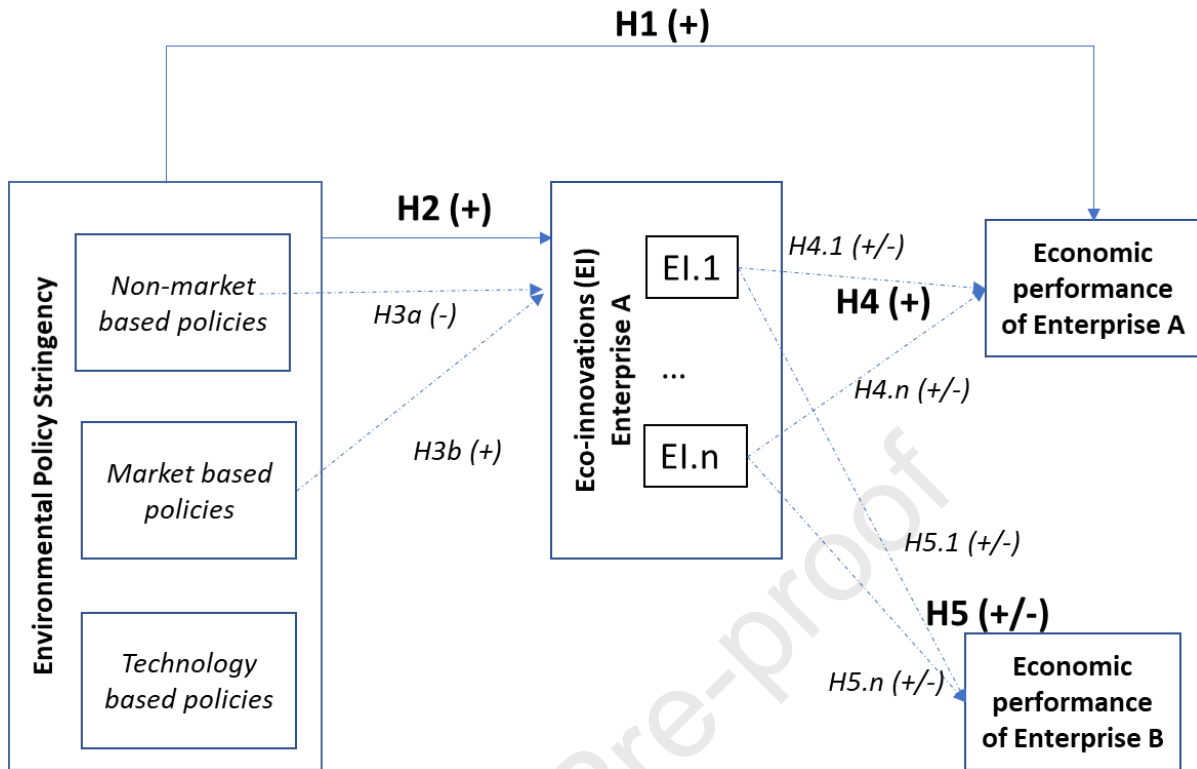 H1 (+)
H2 (+)
Environmental Policy Stringency
Non-market
based policies
H3a (-)
Market based
policies
H3b (+)
Technology
based policies
Eco-innovations (EI)
Enterprise A
EI.1
...
EI.n
H4.1 (+/-)
H4 (+)
H4.n (+/-)
H5.1 (+/-)
H5 (+/-)
H5.n (+/-)
Economic
performance
of Enterprise A
Economic
performance
of Enterprise B
Pre-proof